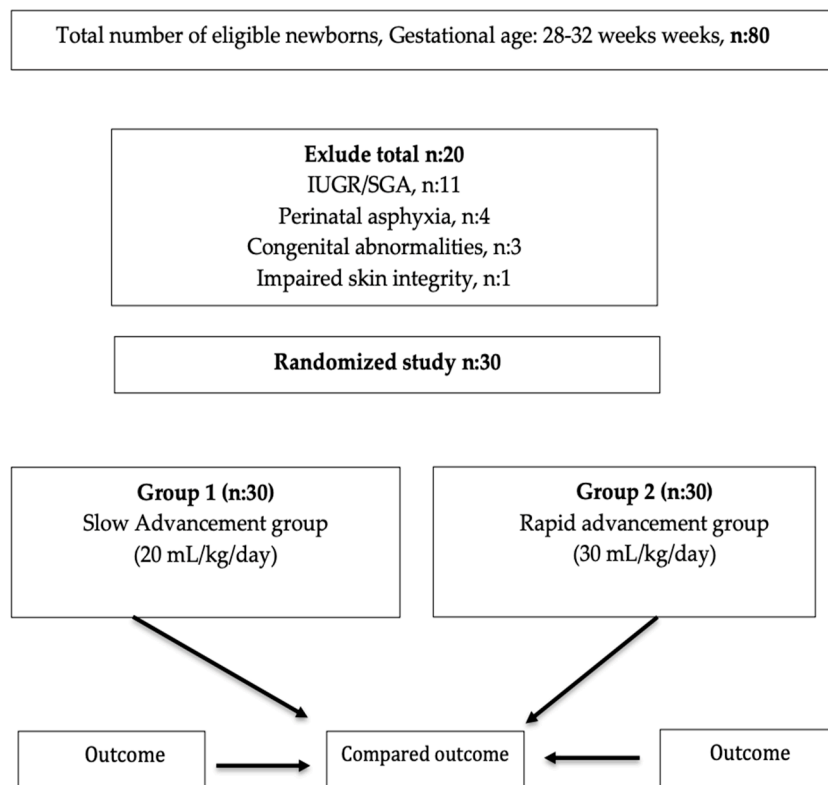 Total number of eligible newborns, Gestational age: 28-32 weeks weeks, n:80
Exlude total n:20
IUGR/SGA, n:11
Perinatal asphyxia, n:4
Congenital abnormalities, n:3
Impaired skin integrity, n:1
Randomized study n:30
Group 1 (n:30)
Slow Advancement group
(20 mL/kg/day)
Group 2 (n:30)
Rapid advancement group
(30 mL/kg/day)
Outcome
Compared outcome
Outcome